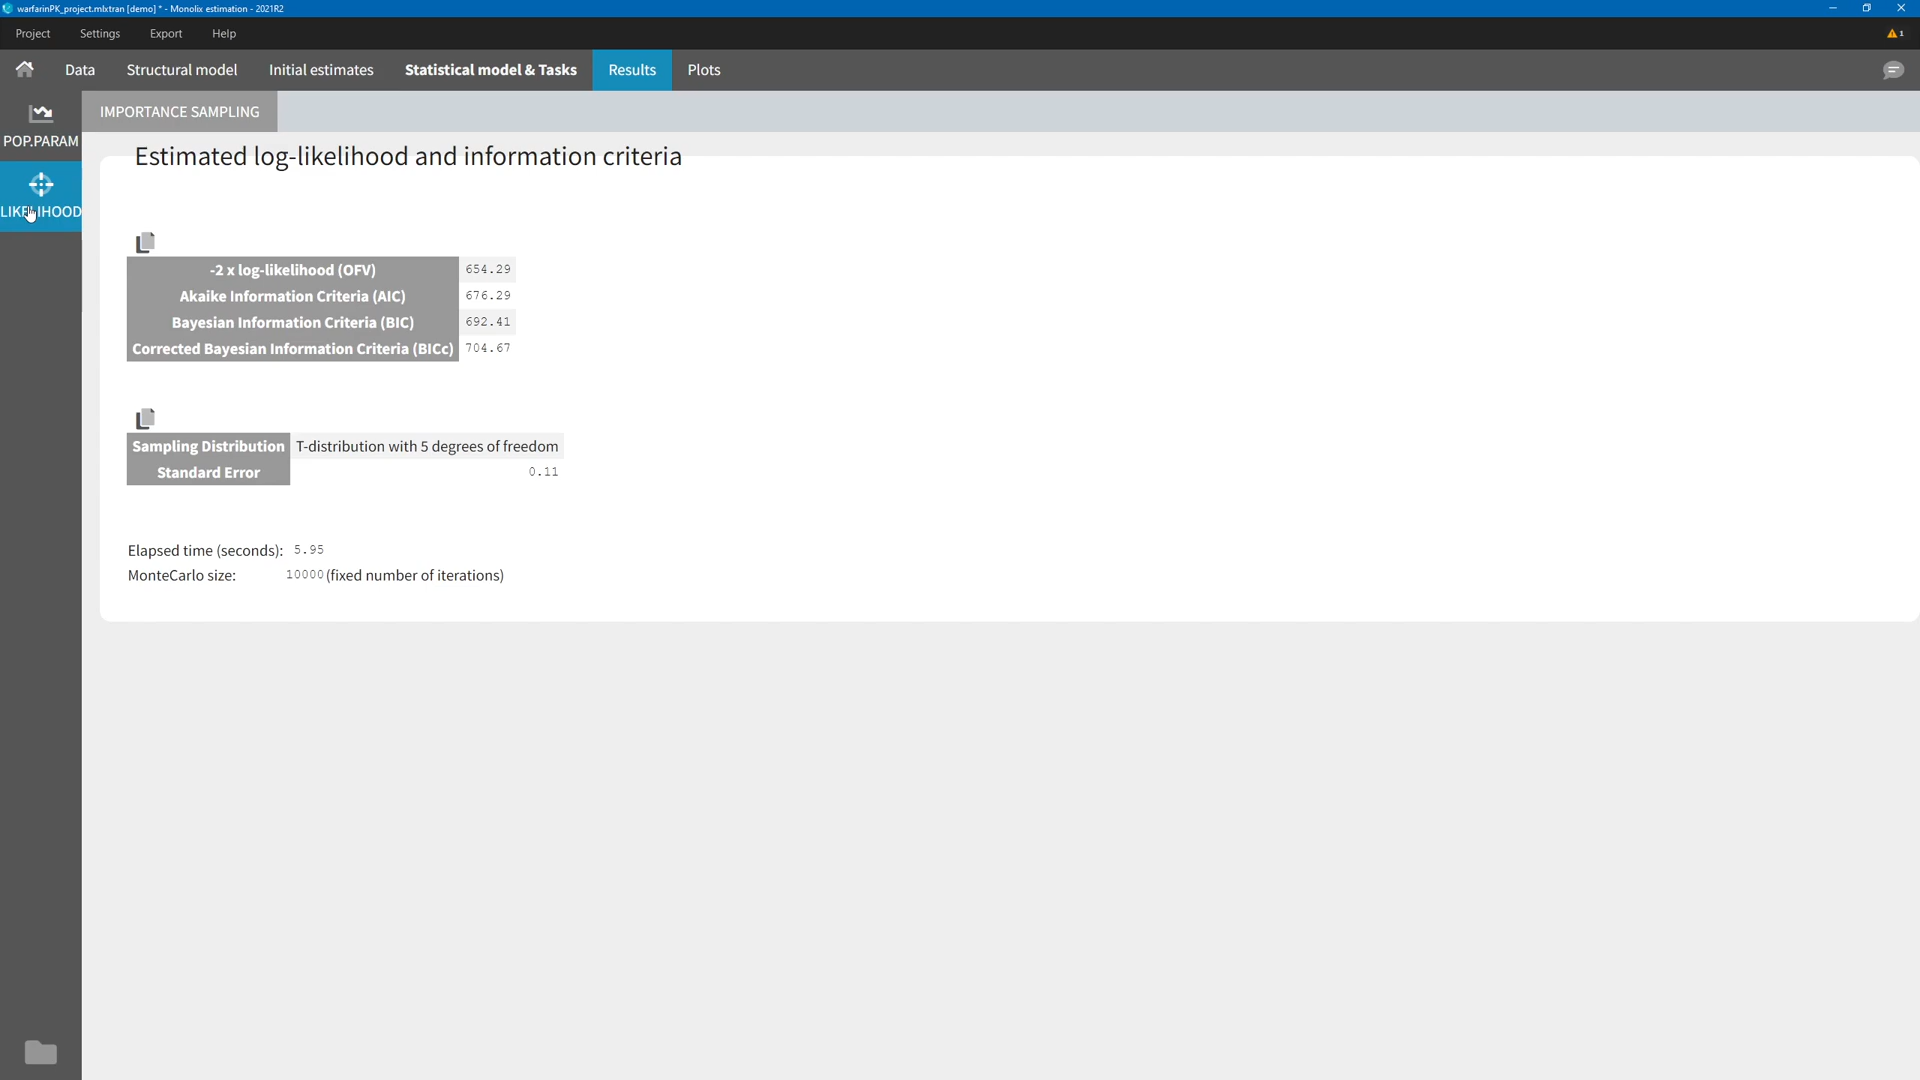 warfarinPK_project.mlxtran [demo] * - Monolix estimation - 2021R2
Project Settings Export Help
1
Data Structural model Initial estimates Statistical model & Tasks Results Plots
POP.PARAM
IMPORTANCE SAMPLING
LIKELIHOOD
Estimated log-likelihood and information criteria
-2 x log-likelihood (OFV) 654.29
Akaike Information Criteria (AIC) 676.29
Bayesian Information Criteria (BIC) 692.41
Corrected Bayesian Information Criteria (BICc) 704.67
Sampling Distribution T-distribution with 5 degrees of freedom
Standard Error 0.11
Elapsed time (seconds): 5.95
MonteCarlo size: 10000 (fixed number of iterations)